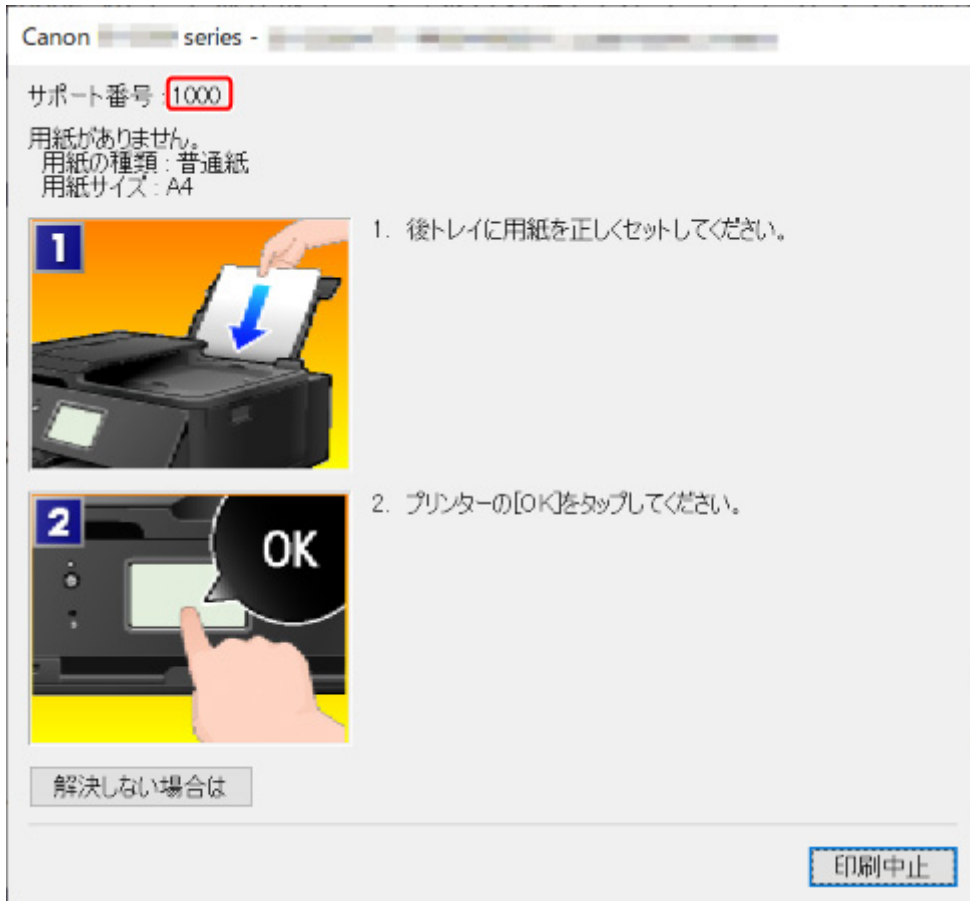 Canon series -
サポート番号 : 1000
用紙がありません。
用紙の種類 : 普通紙
用紙サイズ : A4
1
1. 後トレイに用紙を正しくセットしてください。
2
OK
2. プリンターの[OK]をタップしてください。
解決しない場合は
印刷中止